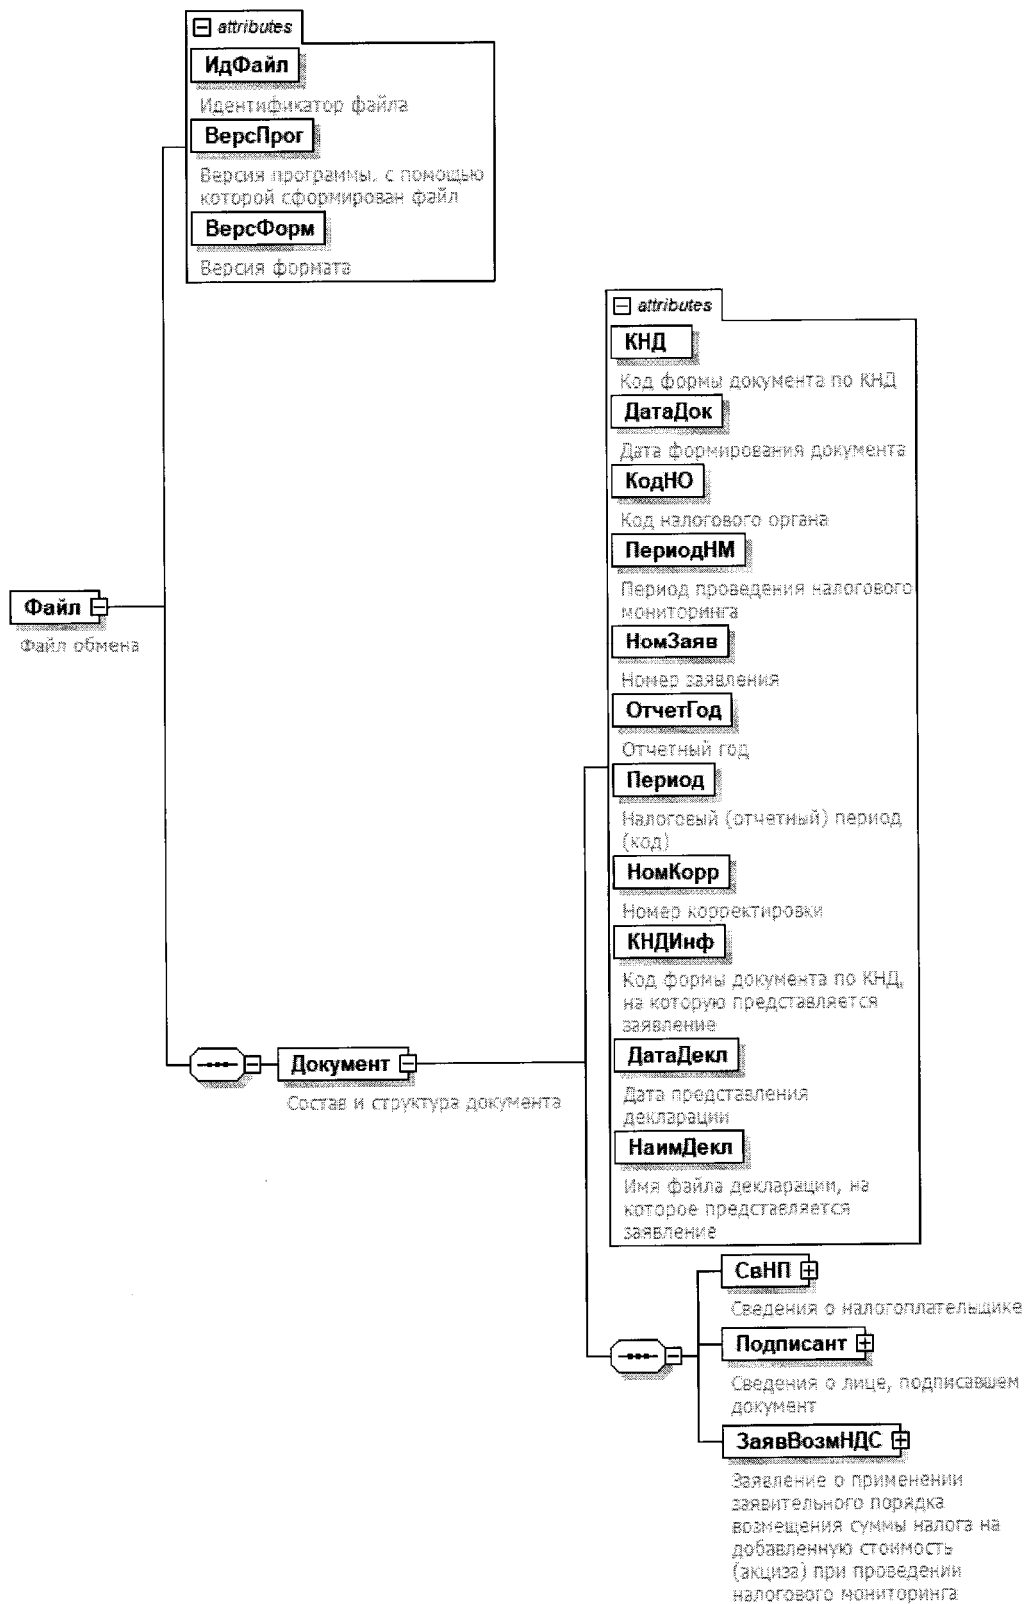 attributes
ИдФайл
Идентификатор файла
ВерсПрог
Версия программы, с помощью
которой сформирован файл
ВерсФорм
Версия формата
attributes
КНД
Код формы документа по КНД
ДатаДок
Дата формирования документа
КодНО
Код налогового органа
ПериодНМ
Период проведения налогового
мониторинга
НомЗаяв
Номер заявления
ОтчетГод
Отчетный год
Период
Налоговый (отчетный) период
(код)
НомКорр
Номер корректировки
КНДИнф
Код формы документа по КНД,
на которую представляется
заявление
ДатаДекл
Дата представления
декларации
НаимДекл
Имя файла декларации, на
которое представляется
заявление
Файл
Файл обмена
Документ
Состав и структура документа
СвНП
Сведения о налогоплательщике
Подписант
Сведения о лице, подписавшем
документ
ЗаявВозмНДС
Заявление о применении
заявительного порядка
возмещения суммы налога на
добавленную стоимость
(акциза) при проведении
налогового мониторинга